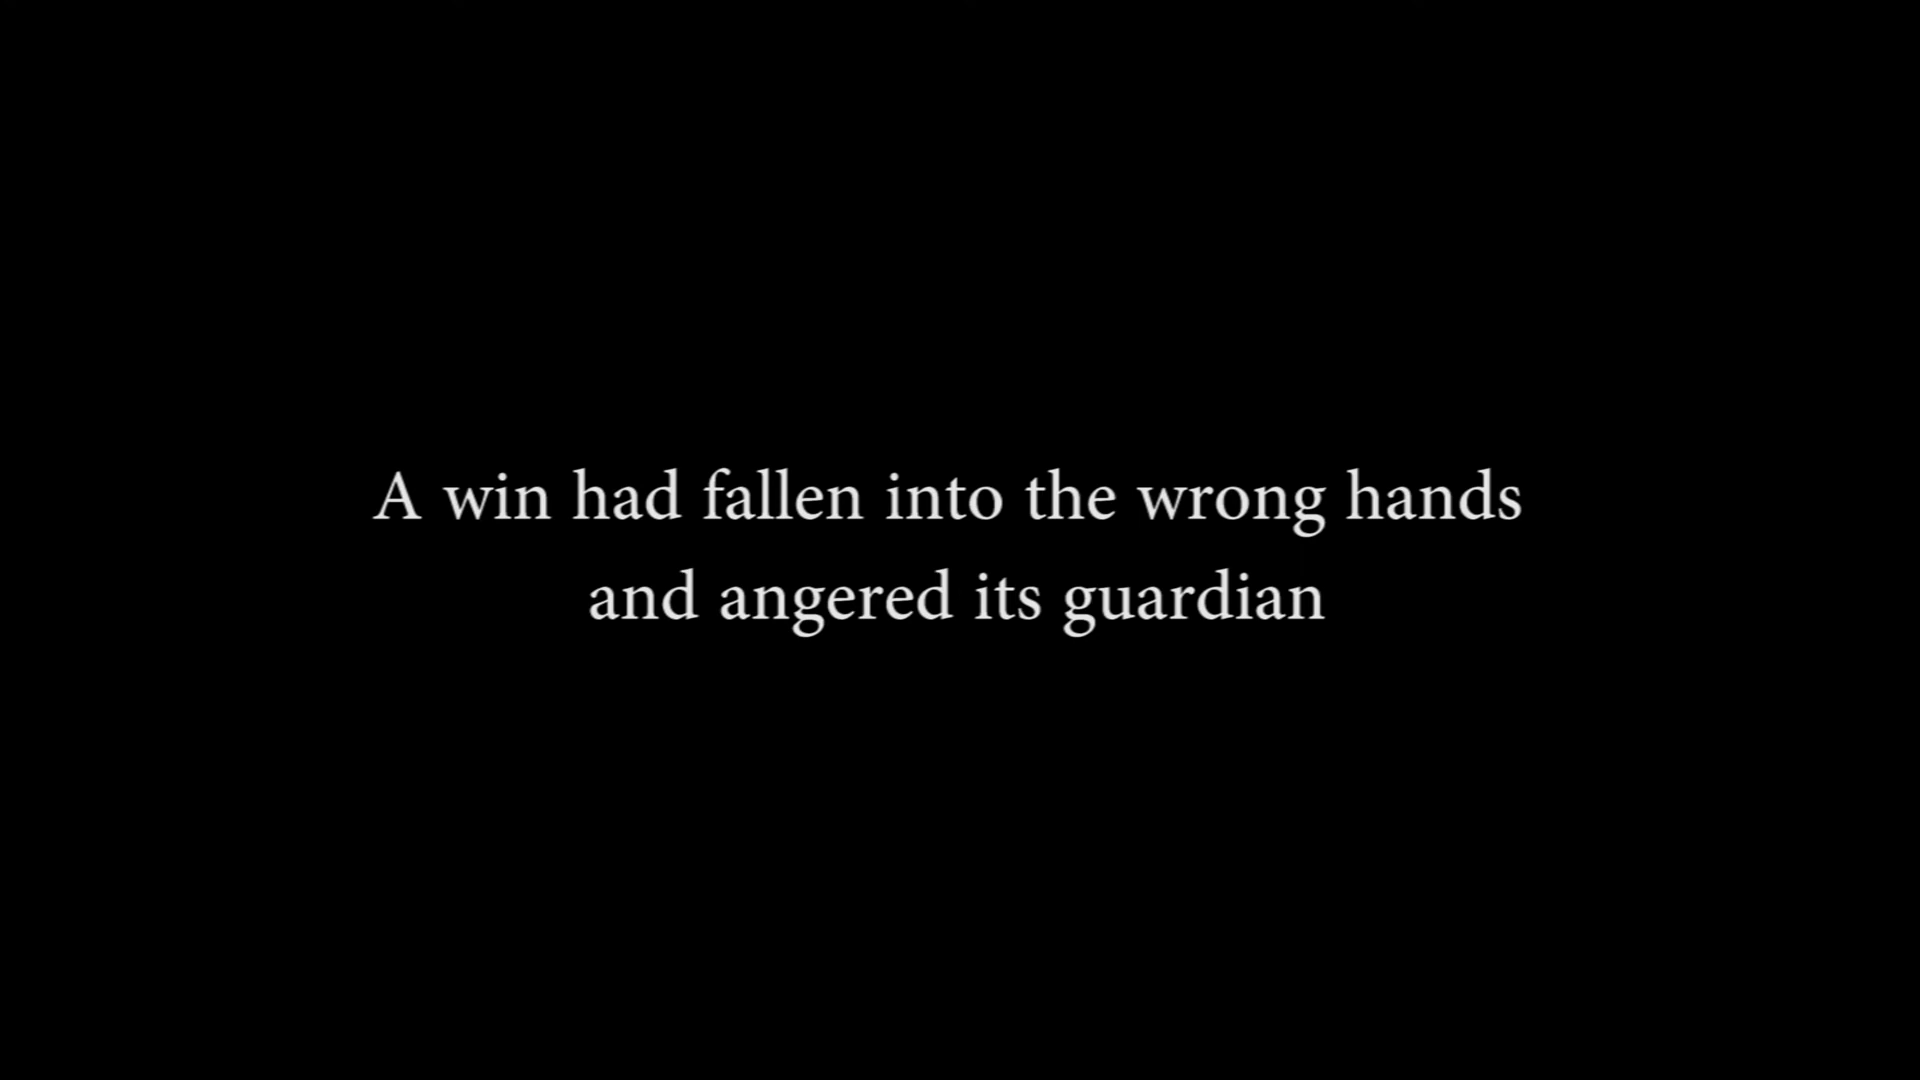 A win had fallen into the wrong hands
and angered its guardian